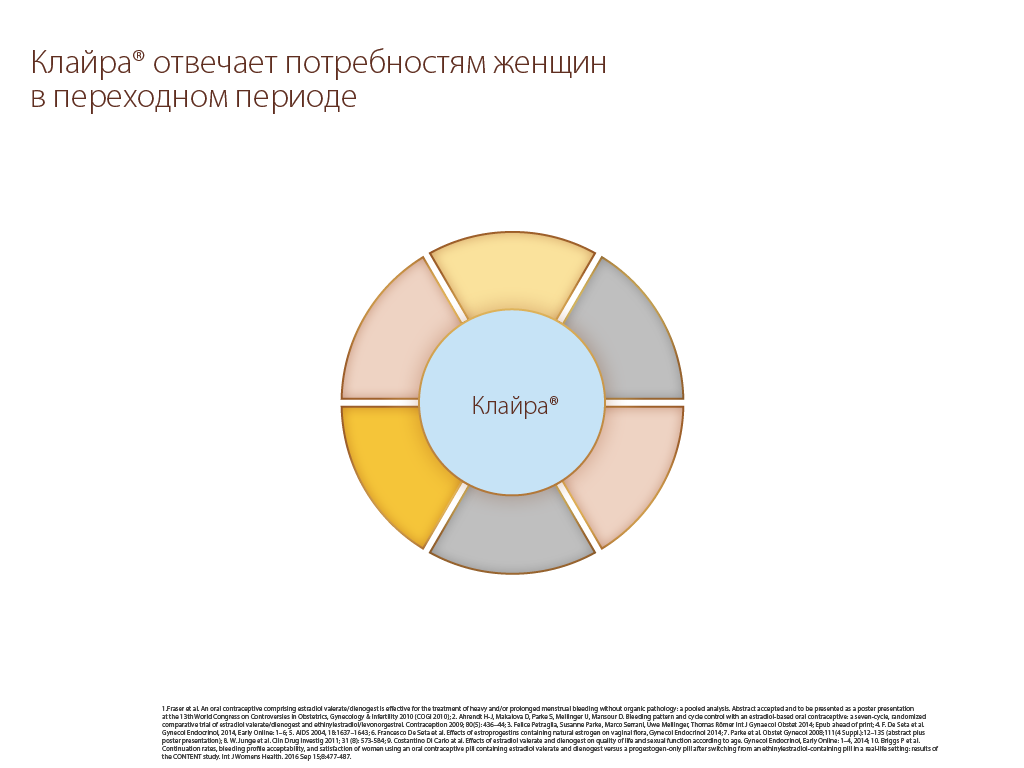 Клайра® отвечает потребностям женщин
в переходном периоде
Клайра®
1.Fraser et al. An oral contraceptive comprising estradiol valerate/dienogest is effective for the treatment of heavy and/or prolonged menstrual bleeding without organic pathology: a pooled analysis. Abstract accepted and to be presented as a poster presentation
at the 13th World Congress on Controversies in Obstetrics, Gynecology & Infertility 2010 (COGI 2010); 2. Ahrendt H-J, Makalova D, Parke S, Mellinger U, Mansour D. Bleeding pattern and cycle control with an estradiol-based oral contraceptive: a seven-cycle, randomized
comparative trial of estradiol valerate/dienogest and ethinylestradiol/levonorgestrel. Contraception 2009; 80(5): 436–44; 3. Felice Petraglia, Susanne Parke, Marco Serrani, Uwe Mellinger, Thomas Römer Int J Gynaecol Obstet 2014; Epub ahead of print; 4. F. De Seta et al.
Gynecol Endocrinol, 2014, Early Online: 1–6; 5. AIDS 2004, 18:1637–1643; 6. Francesco De Seta et al. Effects of estroprogestins containing natural estrogen on vaginal flora, Gynecol Endocrinol 2014; 7. Parke et al. Obstet Gynecol 2008;111(4 Suppl.):12–13S (abstract plus
poster presentation); 8. W. Junge et al. Clin Drug Investig 2011; 31 (8): 573-584; 9. Costantino Di Carlo at al. Effects of estradiol valerate and dienogest on quality of life and sexual function according to age. Gynecol Endocrinol, Early Online: 1–4, 2014; 10. Briggs P et al.
Continuation rates, bleeding profile acceptability, and satisfaction of women using an oral contraceptive pill containing estradiol valerate and dienogest versus a progestogen-only pill after switching from an ethinylestradiol-containing pill in a real-life setting: results of
the CONTENT study. Int J Womens Health. 2016 Sep 15;8:477-487.